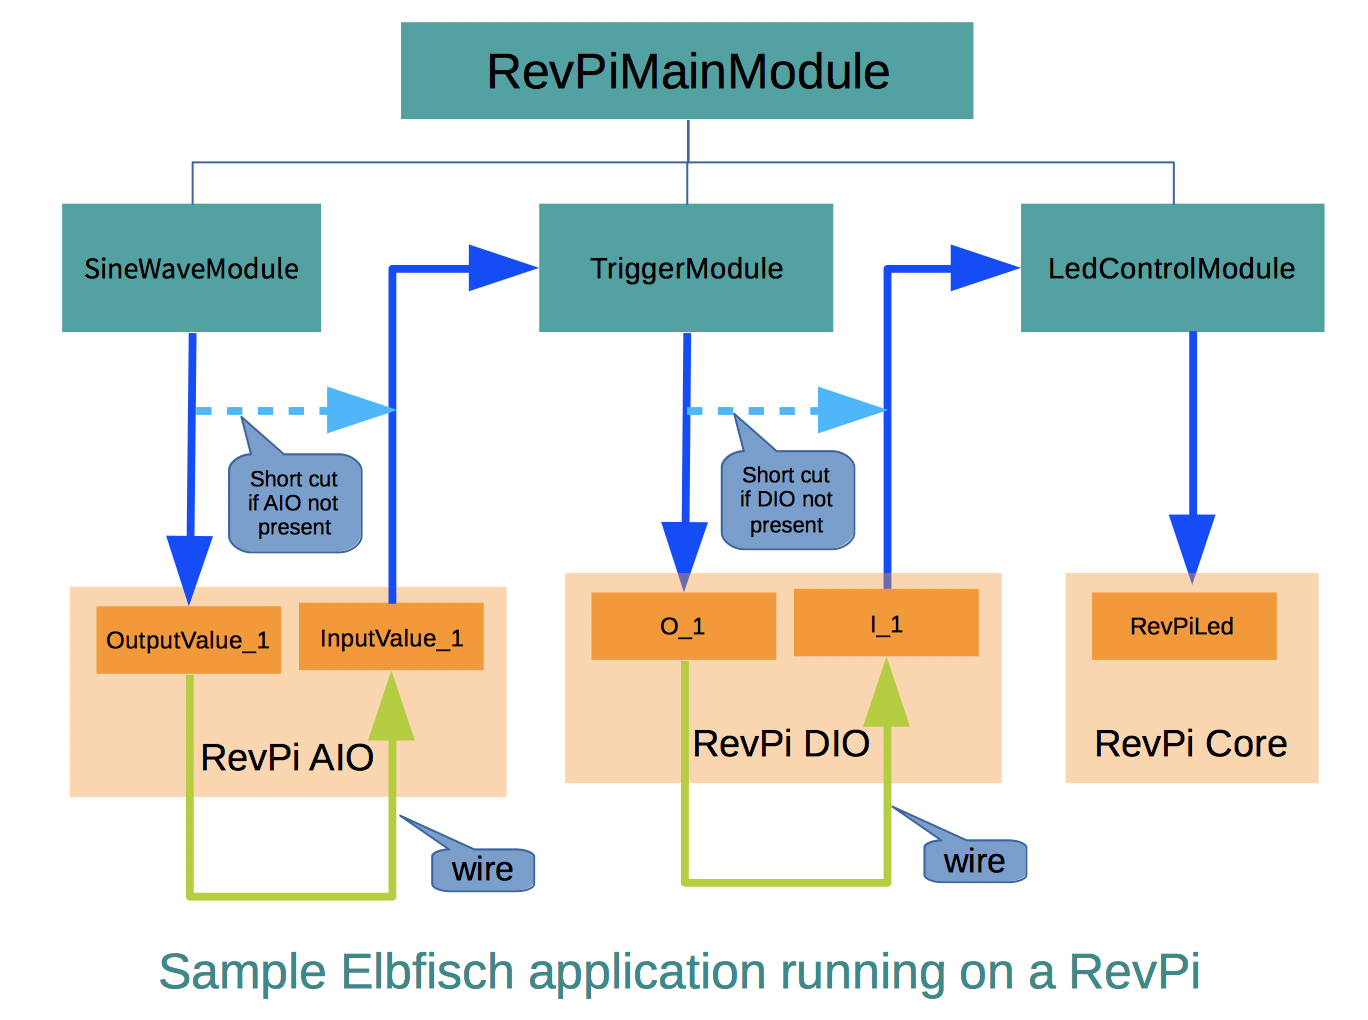 RevPiMainModule
SineWaveModule
TriggerModule
LedControlModule
Short cut
if AIO not
present
Short cut
if DIO not
present
OutputValue_1
InputValue_1
O_1
I_1
RevPiLed
RevPi AIO
RevPi DIO
RevPi Core
wire
wire
Sample Elbfisch application running on a RevPi